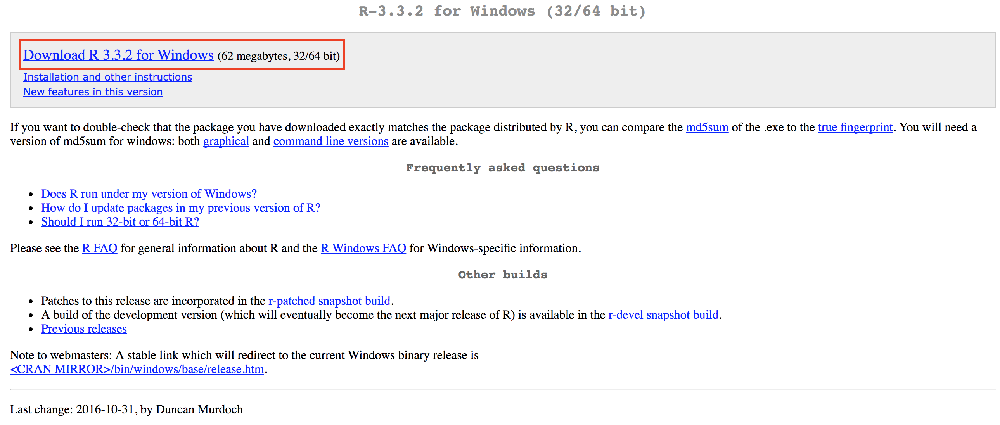 R-3.3.2 for Windows (32/64 bit)
Download R 3.3.2 for Windows (62 megabytes, 32/64 bit)
Installation and other instructions
New features in this version
If you want to double-check that the package you have downloaded exactly matches the package distributed by R, you can compare the md5sum of the .exe to the true fingerprint. You will need a
version of md5sum for windows: both graphical and command line versions are available.
Frequently asked questions
• Does R run under my version of Windows?
• How do I update packages in my previous version of R?
• Should I run 32-bit or 64-bit R?
Please see the R FAQ for general information about R and the R Windows FAQ for Windows-specific information.
Other builds
• Patches to this release are incorporated in the r-patched snapshot build.
• A build of the development version (which will eventually become the next major release of R) is available in the r-devel snapshot build.
• Previous releases
Note to webmasters: A stable link which will redirect to the current Windows binary release is
<CRAN MIRROR>/bin/windows/base/release.htm.
Last change: 2016-10-31, by Duncan Murdoch